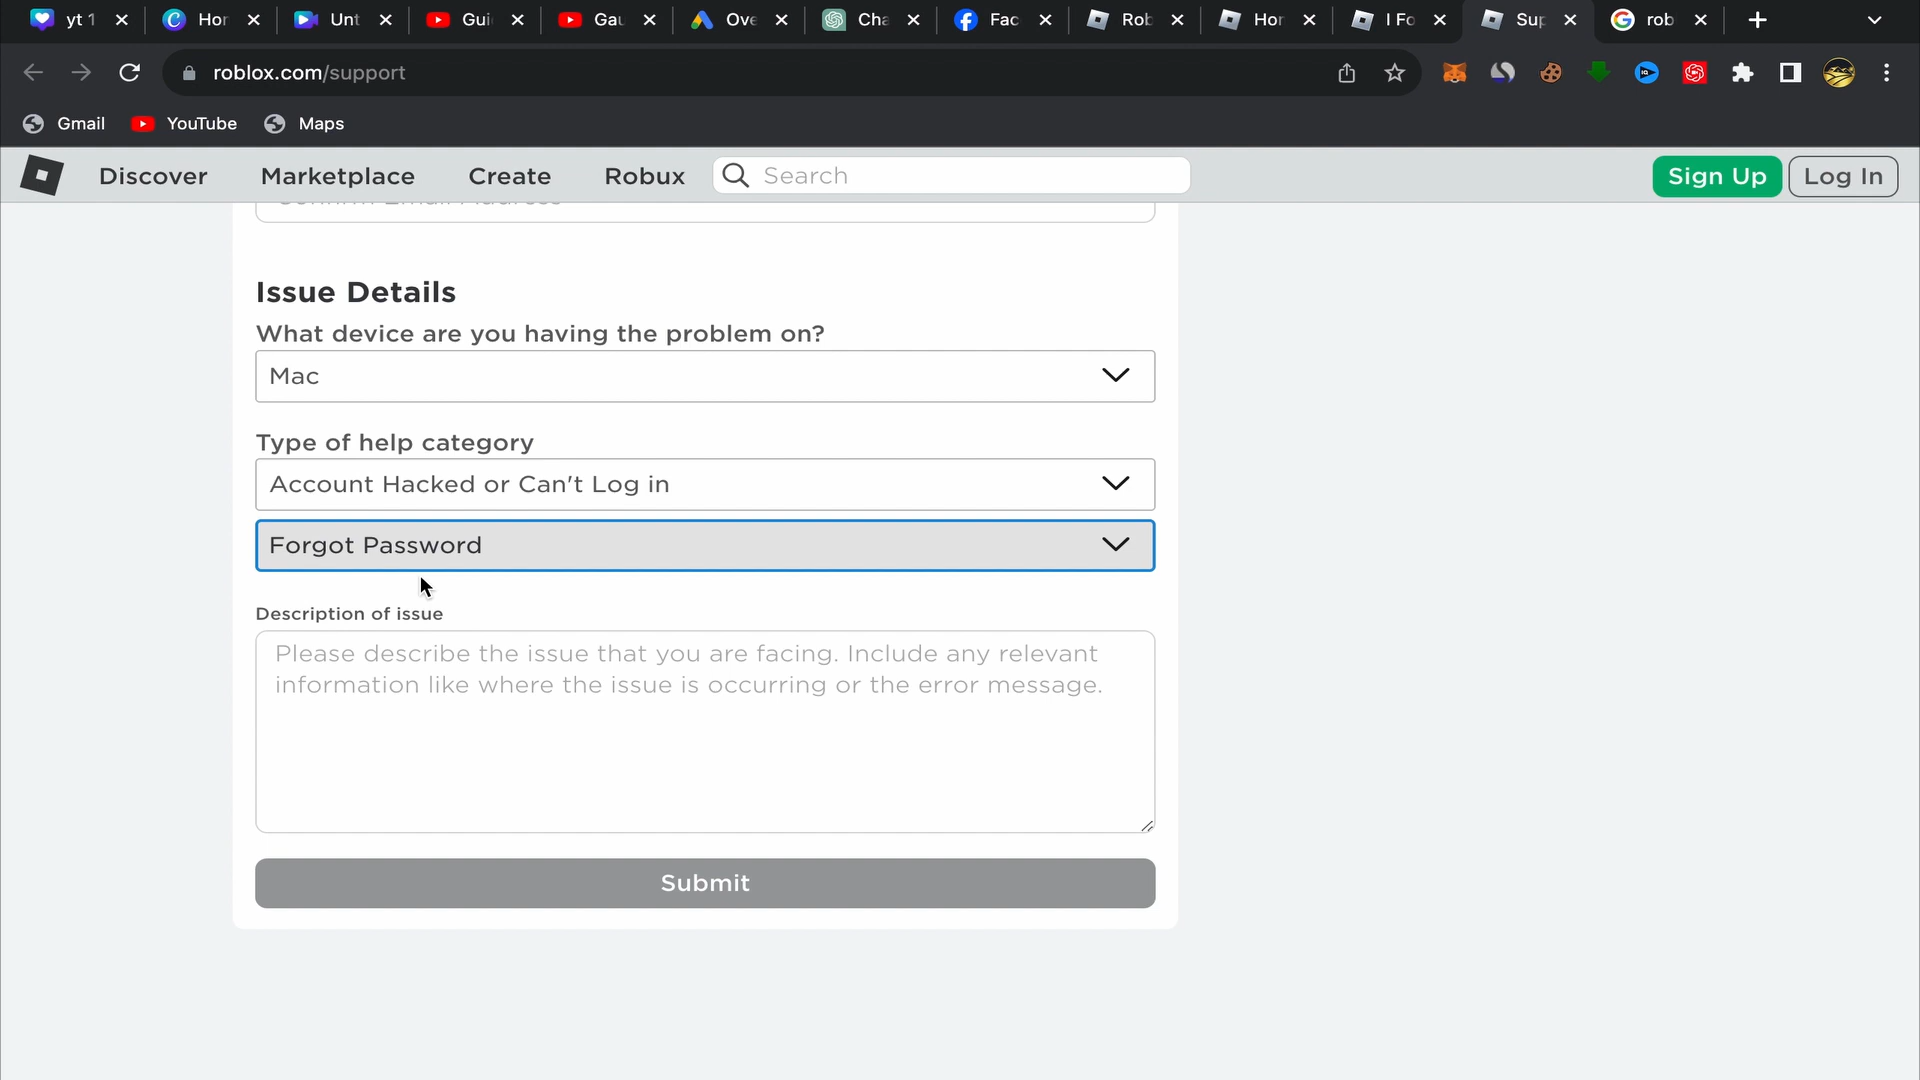 yt 1 Hor Unt Gui Gau Ove Cha Fac Rob Hor I Fo Sup rob
roblox.com/support
Gmail YouTube Maps
Discover Marketplace Create Robux Search Sign Up Log In
Confirm Email Address
Issue Details
What device are you having the problem on?
Mac
Type of help category
Account Hacked or Can't Log in
Forgot Password
Description of issue
Please describe the issue that you are facing. Include any relevant
information like where the issue is occurring or the error message.
Submit